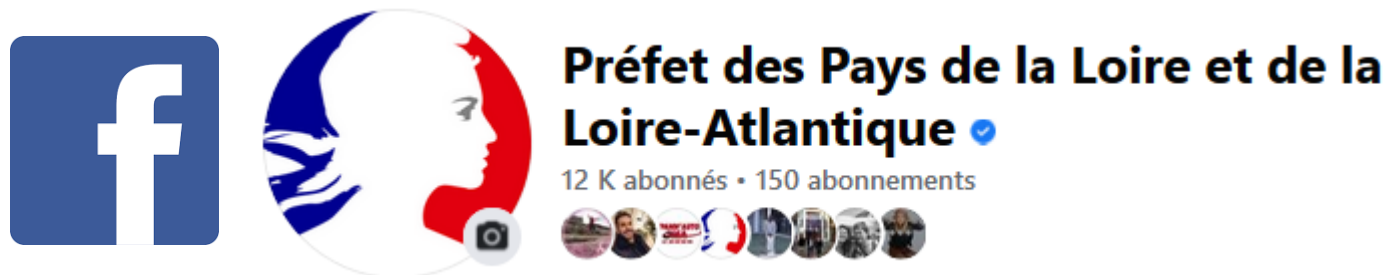 Préfet des Pays de la Loire et de la
Loire-Atlantique
12 K abonnés • 150 abonnements